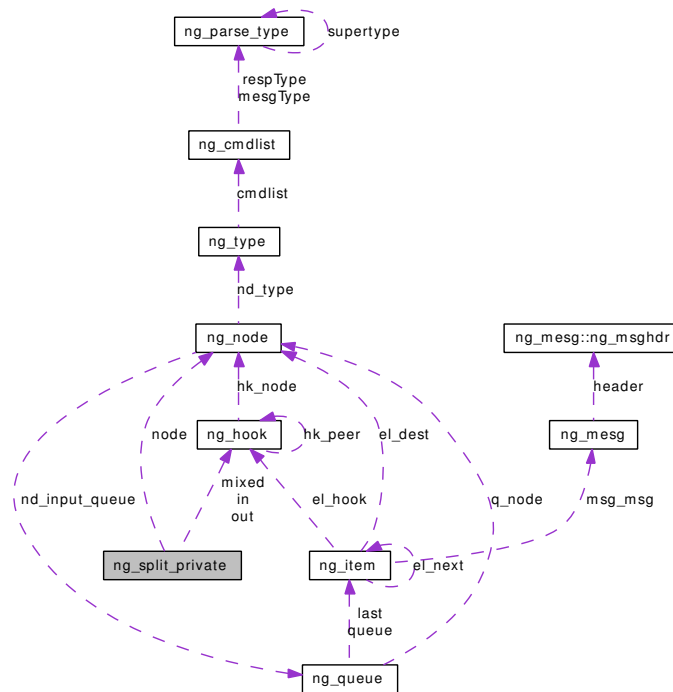 ng_parse_type
supertype
respType
mesgType
ng_cmdlist
cmdlist
ng_type
nd_type
ng_node
ng_mesg::ng_msghdr
hk_node
header
ng_hook
hk_peer
ng_mesg
node
el_dest
nd_input_queue
mixed
in
out
el_hook
q_node
msg_msg
ng_split_private
ng_item
el_next
last
queue
ng_queue